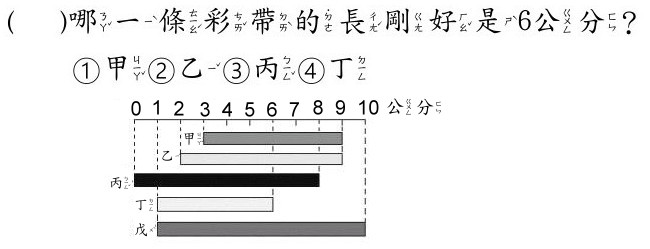 (　　)哪一條彩帶的長剛好是6公分？
①甲②乙③丙④丁
0 1 2 3 4 5 6 7 8 9 10 公分
甲
乙
丙
丁
戊